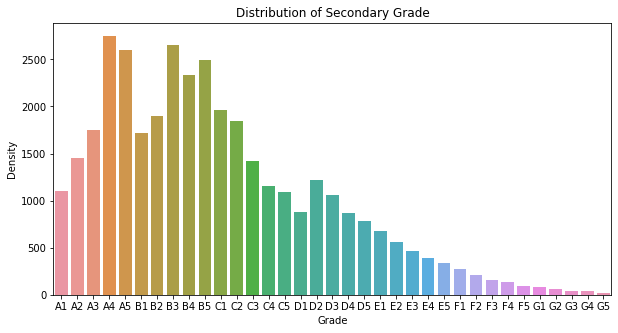 Distribution of Secondary Grade
Density
2500
2000
1500
1000
500
0
A1 A2 A3 A4 A5 B1 B2 B3 B4 B5 C1 C2 C3 C4 C5 D1 D2 D3 D4 D5 E1 E2 E3 E4 E5 F1 F2 F3 F4 F5 G1 G2 G3 G4 G5
Grade